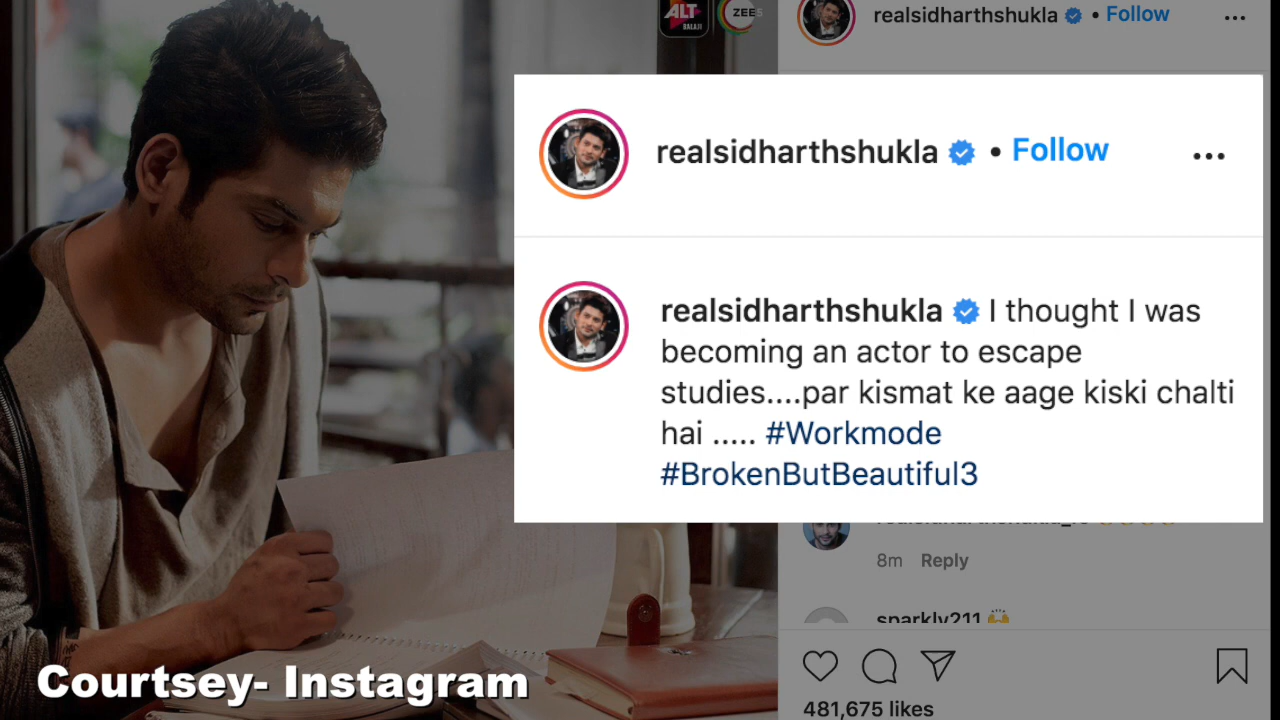 ALT
BALAJI
ZEE5
realsidharthshukla • Follow ...
realsidharthshukla • Follow ...
realsidharthshukla I thought I was
becoming an actor to escape
studies....par kismat ke aage kiski chalti
hai ..... #Workmode
#BrokenButBeautiful3
8m Reply
sparkly211
481,675 likes
Courtsey- Instagram